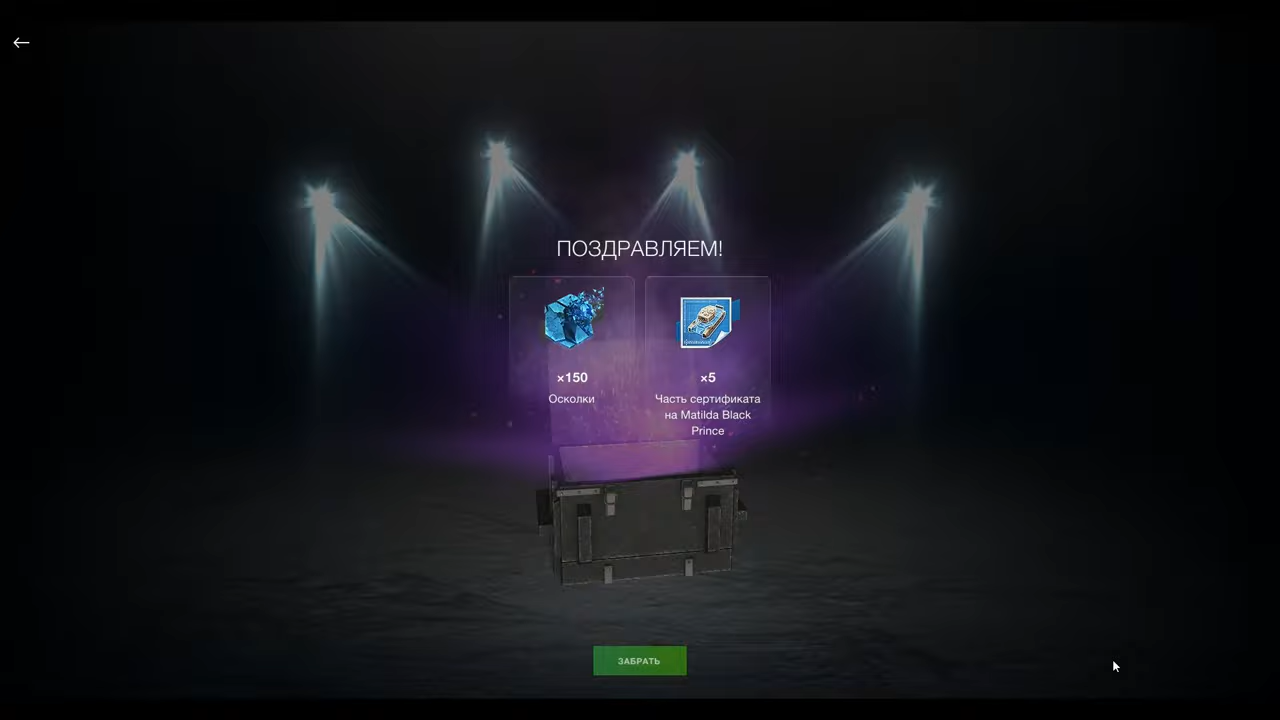 ПОЗДРАВЛЯЕМ!
×150
Осколки
×5
Часть сертификата
на Matilda Black
Prince
ЗАБРАТЬ